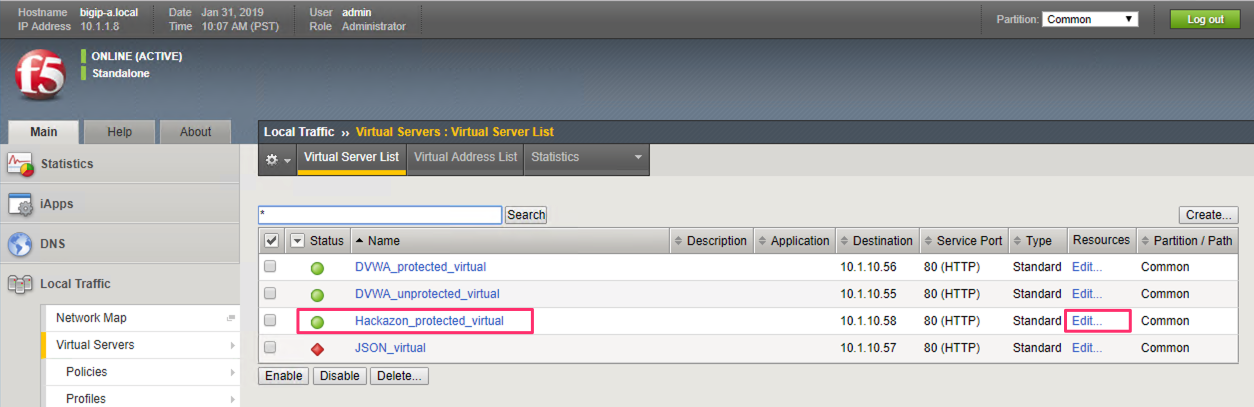 Hostname bigip-a.local Date Jan 31, 2019 User admin Partition: Common Log out
IP Address 10.1.1.8 Time 10:07 AM (PST) Role Administrator
f5
ONLINE (ACTIVE)
Standalone
Main Help About
Local Traffic ›› Virtual Servers : Virtual Server List
Virtual Server List Virtual Address List Statistics
Statistics
iApps
DNS
Local Traffic
Network Map
Virtual Servers
Policies
Profiles
* Search Create...
Status Name Description Application Destination Service Port Type Resources Partition / Path
DVWA_protected_virtual 10.1.10.56 80 (HTTP) Standard Edit... Common
DVWA_unprotected_virtual 10.1.10.55 80 (HTTP) Standard Edit... Common
Hackazon_protected_virtual 10.1.10.58 80 (HTTP) Standard Edit... Common
JSON_virtual 10.1.10.57 80 (HTTP) Standard Edit... Common
Enable Disable Delete...